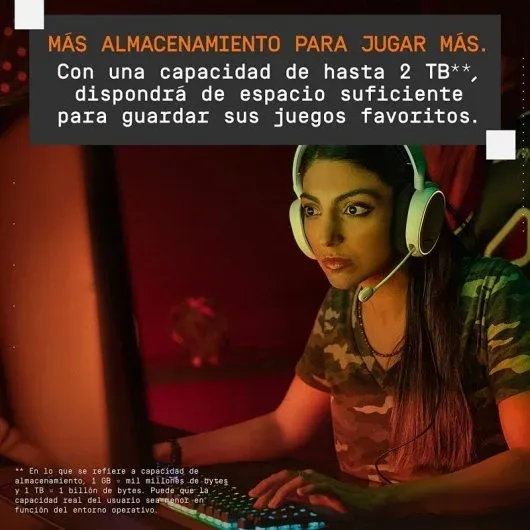 MÁS ALMACENAMIENTO PARA JUGAR MÁS.
Con una capacidad de hasta 2 TB**,
dispondrá de espacio suficiente
para guardar sus juegos favoritos.
** En lo que se refiere a capacidad de
almacenamiento, 1 GB = mil millones de bytes
y 1 TB = 1 billón de bytes. Puede que la
capacidad real del usuario sea menor en
función del entorno operativo.